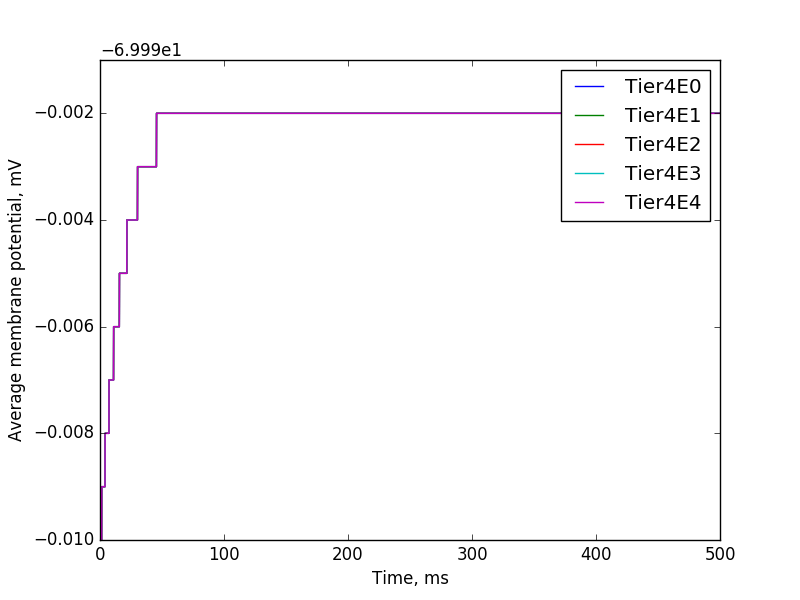 −6.999e1
Tier4E0
Tier4E1
Tier4E2
Tier4E3
Tier4E4
−0.002
−0.004
−0.006
−0.008
−0.010
Average membrane potential, mV
0 100 200 300 400 500
Time, ms